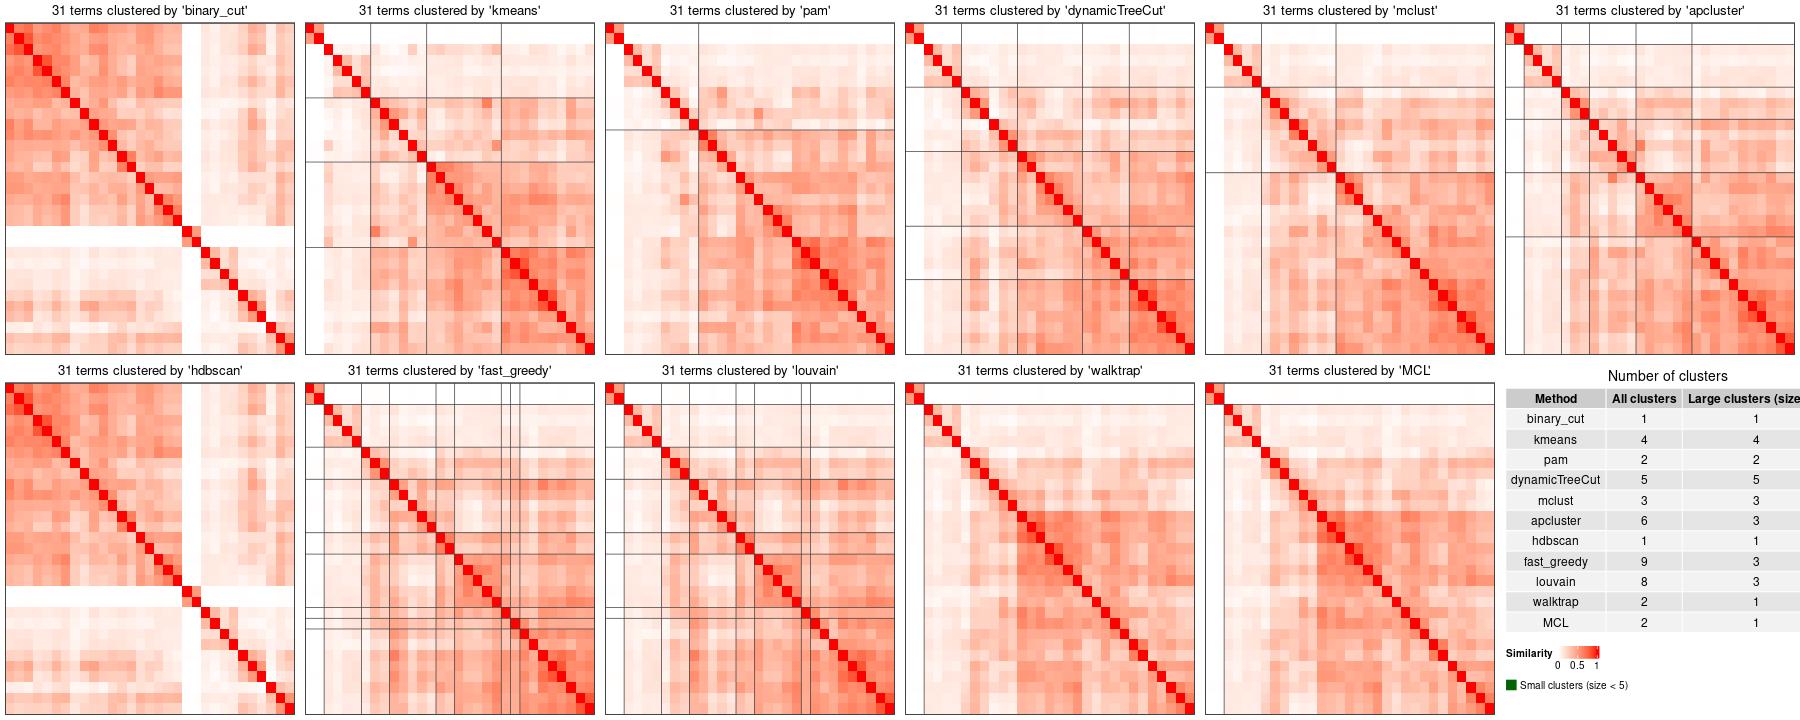 31 terms clustered by 'binary_cut'
31 terms clustered by 'kmeans'
31 terms clustered by 'pam'
31 terms clustered by 'dynamicTreeCut'
31 terms clustered by 'mclust'
31 terms clustered by 'apcluster'
31 terms clustered by 'hdbscan'
31 terms clustered by 'fast_greedy'
31 terms clustered by 'louvain'
31 terms clustered by 'walktrap'
31 terms clustered by 'MCL'
Number of clusters
Method All clusters Large clusters (size
binary_cut 1 1
kmeans 4 4
pam 2 2
dynamicTreeCut 5 5
mclust 3 3
apcluster 6 3
hdbscan 1 1
fast_greedy 9 3
louvain 8 3
walktrap 2 1
MCL 2 1
Similarity
0 0.5 1
Small clusters (size < 5)